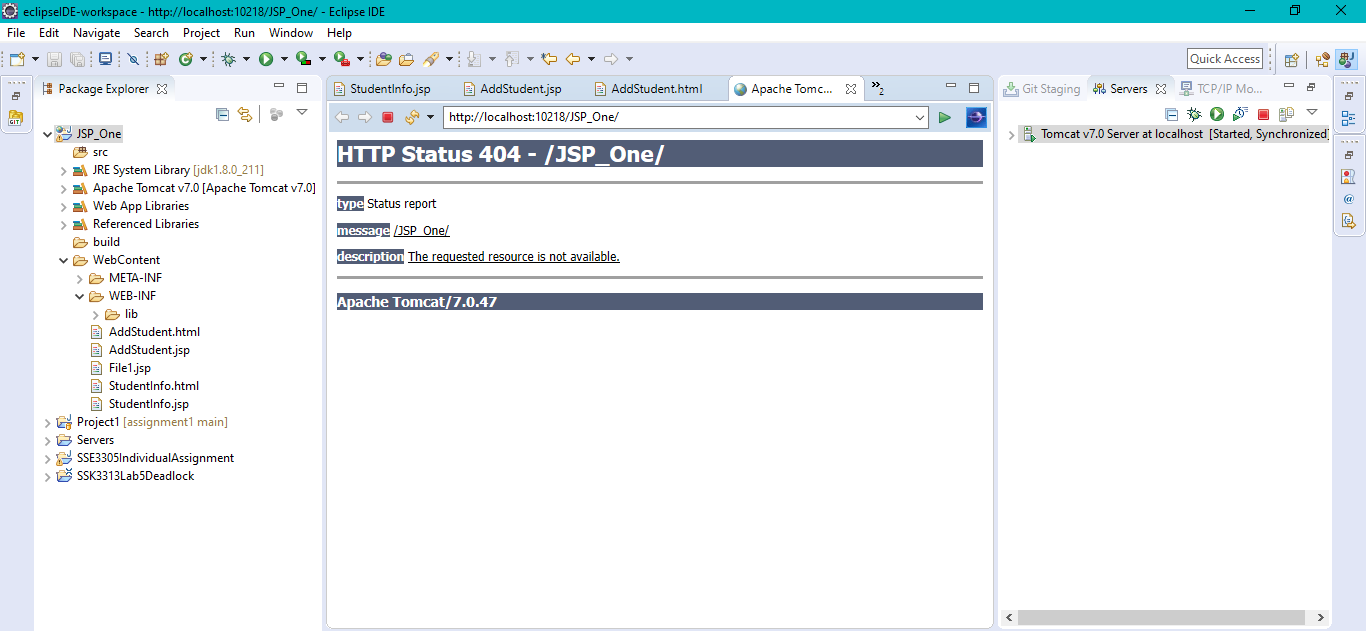 eclipseIDE-workspace - http://localhost:10218/JSP_One/ - Eclipse IDE
File Edit Navigate Search Project Run Window Help
Quick Access
Package Explorer
JSP_One
src
JRE System Library [jdk1.8.0_211]
Apache Tomcat v7.0 [Apache Tomcat v7.0]
Web App Libraries
Referenced Libraries
build
WebContent
META-INF
WEB-INF
lib
AddStudent.html
AddStudent.jsp
File1.jsp
StudentInfo.html
StudentInfo.jsp
Project1 [assignment1 main]
Servers
SSE3305IndividualAssignment
SSK3313Lab5Deadlock
GIT
StudentInfo.jsp AddStudent.jsp AddStudent.html Apache Tomc... »2
http://localhost:10218/JSP_One/
HTTP Status 404 - /JSP_One/
type Status report
message /JSP_One/
description The requested resource is not available.
Apache Tomcat/7.0.47
Git Staging Servers TCP/IP Mo...
Tomcat v7.0 Server at localhost [Started, Synchronized]
@